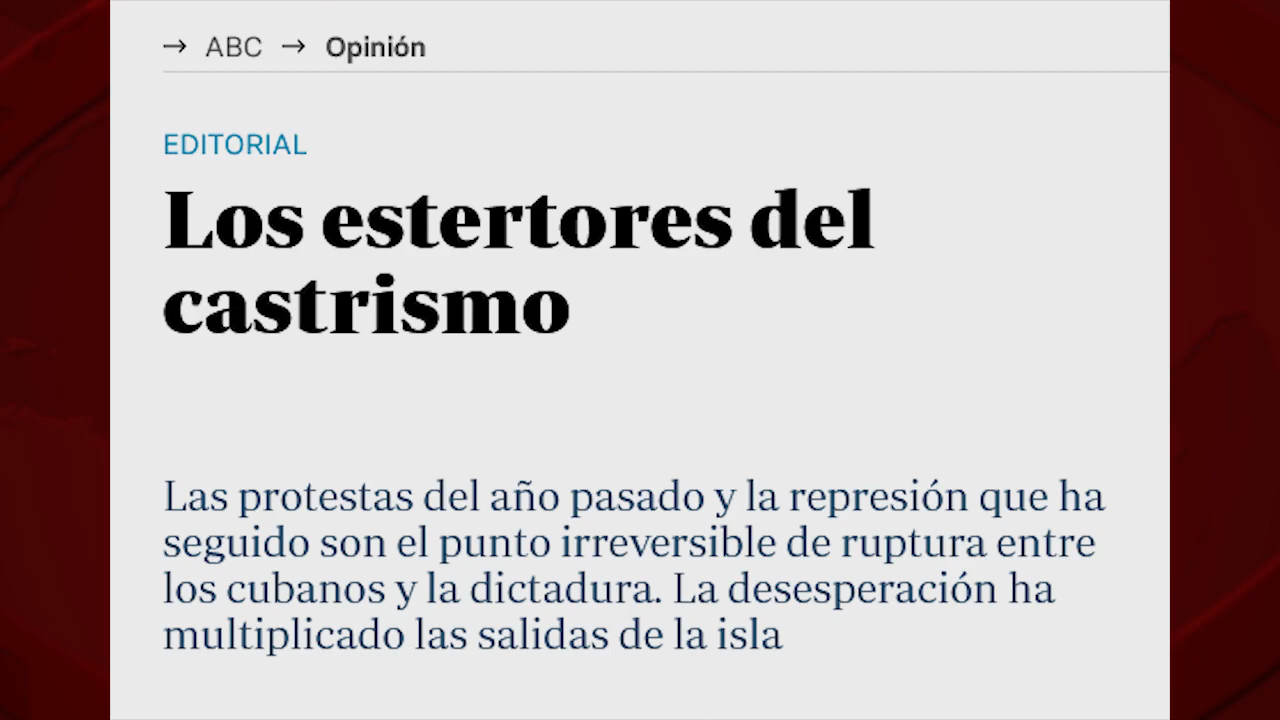 → ABC → Opinión
EDITORIAL
Los estertores del
castrismo
Las protestas del año pasado y la represión que ha
seguido son el punto irreversible de ruptura entre
los cubanos y la dictadura. La desesperación ha
multiplicado las salidas de la isla